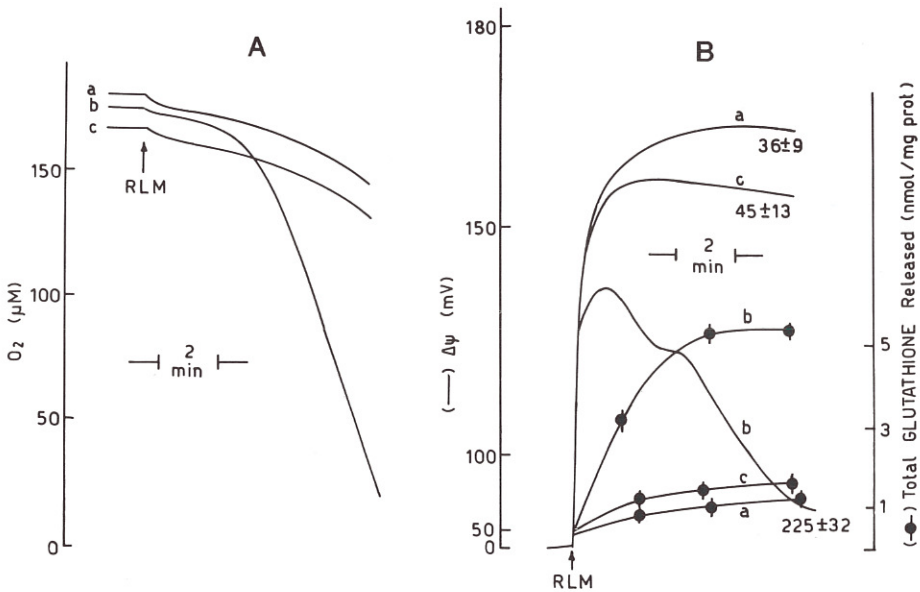 A
a
b
c
RLM
150
100
50
0
O₂ (µM)
2
min
B
180
150
100
50
0
(—) Δψ (mV)
a
36±9
c
45±13
2
min
b
b
c
a
225±32
RLM
5
3
1
(-●-) Total GLUTATHIONE Released (nmol/mg prot)